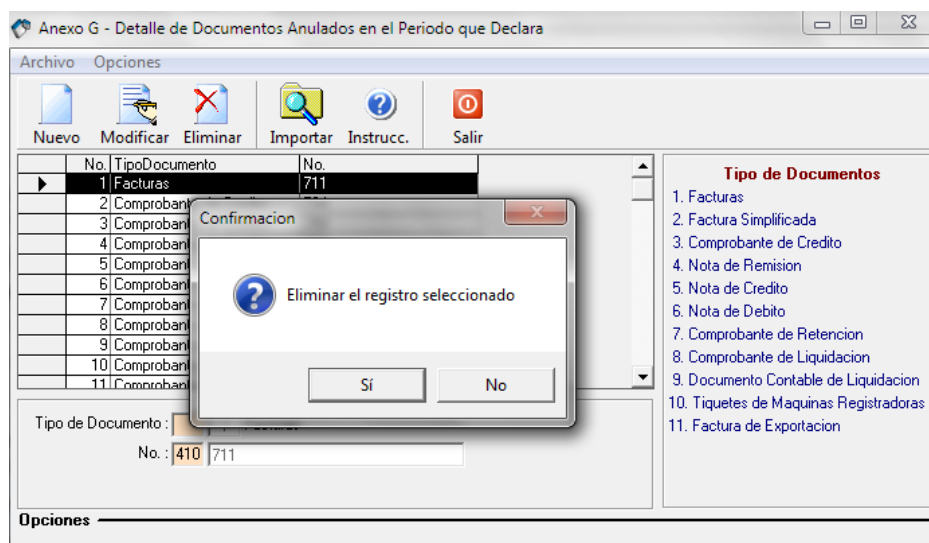 Anexo G - Detalle de Documentos Anulados en el Periodo que Declara
Archivo Opciones
Nuevo Modificar Eliminar Importar Instrucc. Salir
No. TipoDocumento No.
1 Facturas 711
2 Comprobant
3 Comproban
4 Comproban
5 Comproban
6 Comproban
7 Comproban
8 Comproban
9 Comproban
10 Comproban
11 Comproban
Confirmacion
Eliminar el registro seleccionado
Sí No
Tipo de Documento :
No. : 410 711
Opciones
Tipo de Documentos
1. Facturas
2. Factura Simplificada
3. Comprobante de Credito
4. Nota de Remision
5. Nota de Credito
6. Nota de Debito
7. Comprobante de Retencion
8. Comprobante de Liquidacion
9. Documento Contable de Liquidacion
10. Tiquetes de Maquinas Registradoras
11. Factura de Exportacion